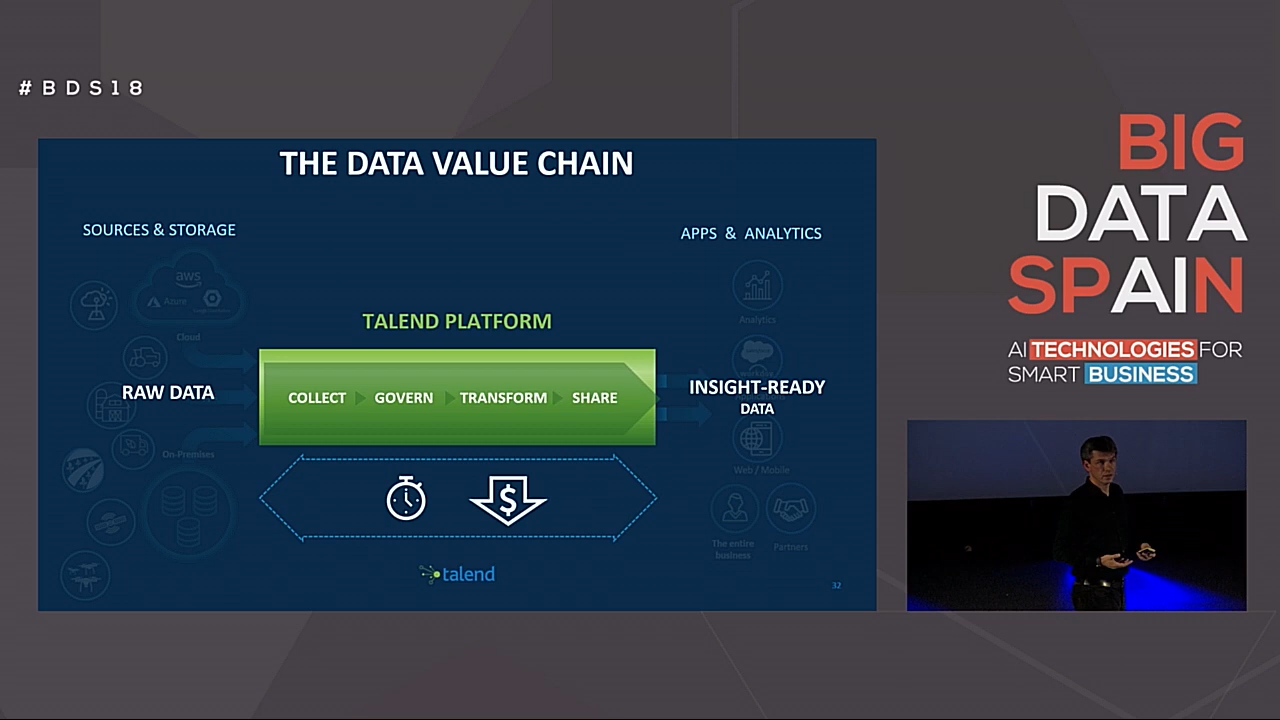 #BDS18
THE DATA VALUE CHAIN
SOURCES & STORAGE
APPS & ANALYTICS
aws
Azure
Cloud
Analytics
TALEND PLATFORM
RAW DATA
COLLECT GOVERN TRANSFORM SHARE
INSIGHT-READY
DATA
On-Premises
Web / Mobile
The entire
business
Partners
talend
32
BIG
DATA
SPAIN
AI TECHNOLOGIES FOR
SMART BUSINESS